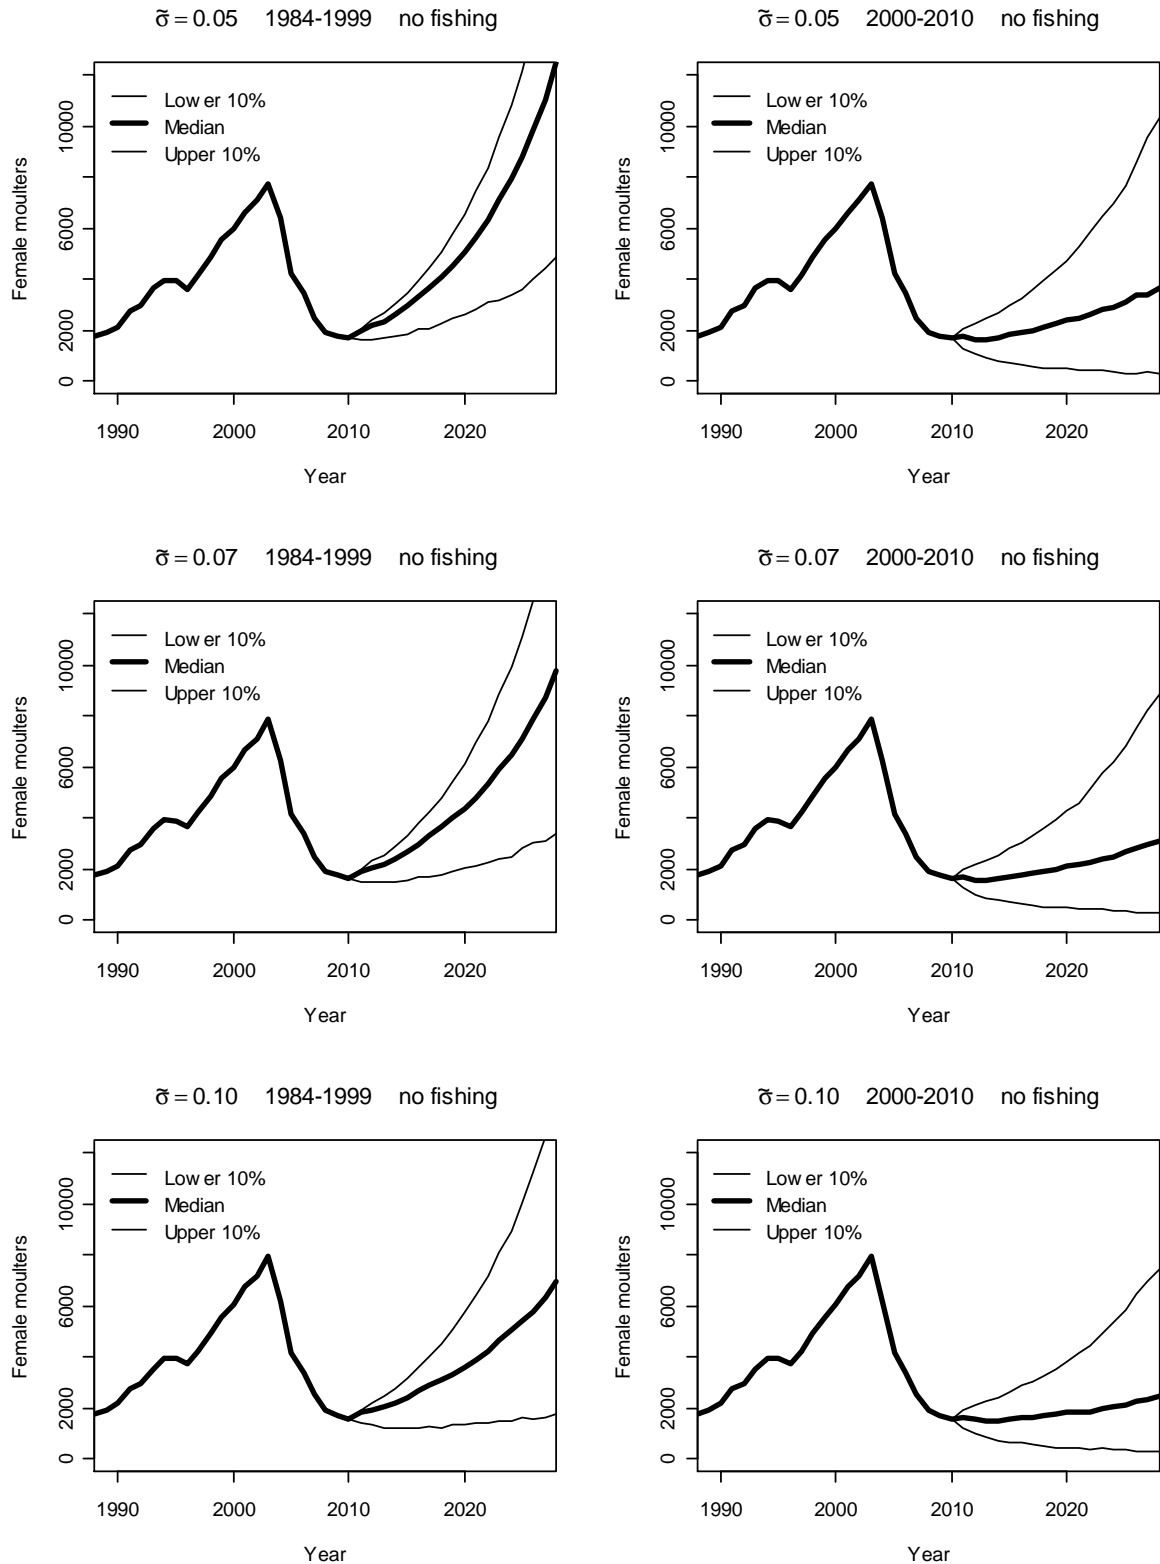 σ̃ = 0.05 1984-1999 no fishing
Female moulters
10000
6000
2000
0
Low er 10%
Median
Upper 10%
1990 2000 2010 2020
Year
σ̃ = 0.05 2000-2010 no fishing
Female moulters
10000
6000
2000
0
Low er 10%
Median
Upper 10%
1990 2000 2010 2020
Year
σ̃ = 0.07 1984-1999 no fishing
Female moulters
10000
6000
2000
0
Low er 10%
Median
Upper 10%
1990 2000 2010 2020
Year
σ̃ = 0.07 2000-2010 no fishing
Female moulters
10000
6000
2000
0
Low er 10%
Median
Upper 10%
1990 2000 2010 2020
Year
σ̃ = 0.10 1984-1999 no fishing
Female moulters
10000
6000
2000
0
Low er 10%
Median
Upper 10%
1990 2000 2010 2020
Year
σ̃ = 0.10 2000-2010 no fishing
Female moulters
10000
6000
2000
0
Low er 10%
Median
Upper 10%
1990 2000 2010 2020
Year